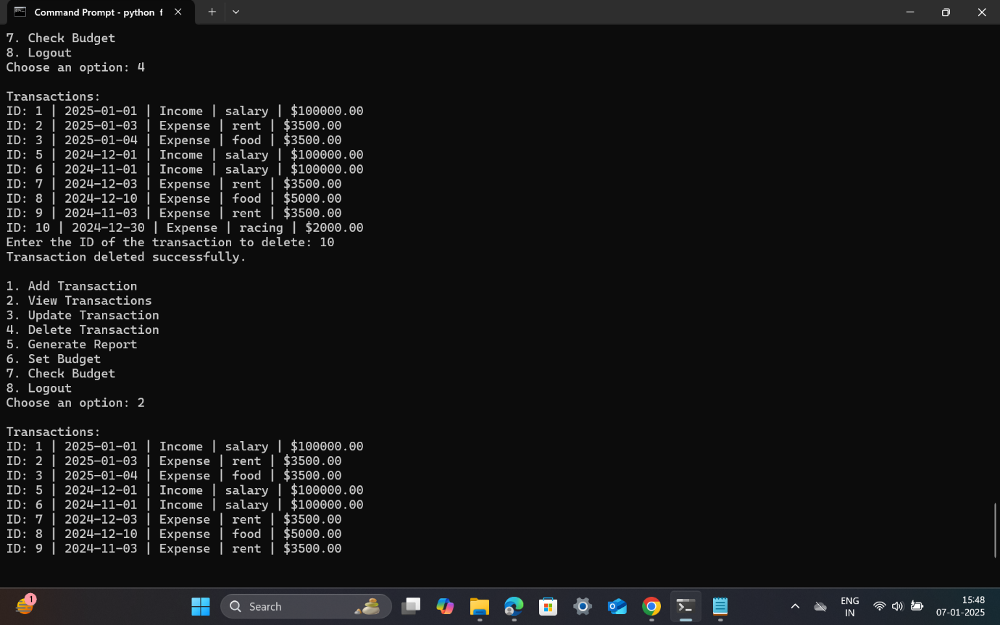 Command Prompt - python f
7. Check Budget
8. Logout
Choose an option: 4
Transactions:
ID: 1 | 2025-01-01 | Income | salary | $100000.00
ID: 2 | 2025-01-03 | Expense | rent | $3500.00
ID: 3 | 2025-01-04 | Expense | food | $3500.00
ID: 5 | 2024-12-01 | Income | salary | $100000.00
ID: 6 | 2024-11-01 | Income | salary | $100000.00
ID: 7 | 2024-12-03 | Expense | rent | $3500.00
ID: 8 | 2024-12-10 | Expense | food | $5000.00
ID: 9 | 2024-11-03 | Expense | rent | $3500.00
ID: 10 | 2024-12-30 | Expense | racing | $2000.00
Enter the ID of the transaction to delete: 10
Transaction deleted successfully.
1. Add Transaction
2. View Transactions
3. Update Transaction
4. Delete Transaction
5. Generate Report
6. Set Budget
7. Check Budget
8. Logout
Choose an option: 2
Transactions:
ID: 1 | 2025-01-01 | Income | salary | $100000.00
ID: 2 | 2025-01-03 | Expense | rent | $3500.00
ID: 3 | 2025-01-04 | Expense | food | $3500.00
ID: 5 | 2024-12-01 | Income | salary | $100000.00
ID: 6 | 2024-11-01 | Income | salary | $100000.00
ID: 7 | 2024-12-03 | Expense | rent | $3500.00
ID: 8 | 2024-12-10 | Expense | food | $5000.00
ID: 9 | 2024-11-03 | Expense | rent | $3500.00
1
Search
ENG
IN
15:48
07-01-2025